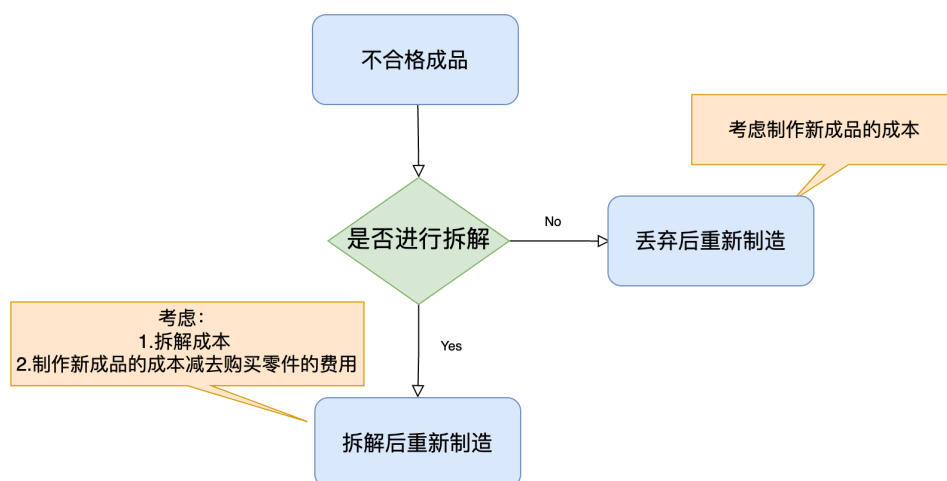 不合格成品
考虑制作新成品的成本
是否进行拆解
No
丢弃后重新制造
考虑：
1.拆解成本
2.制作新成品的成本减去购买零件的费用
Yes
拆解后重新制造